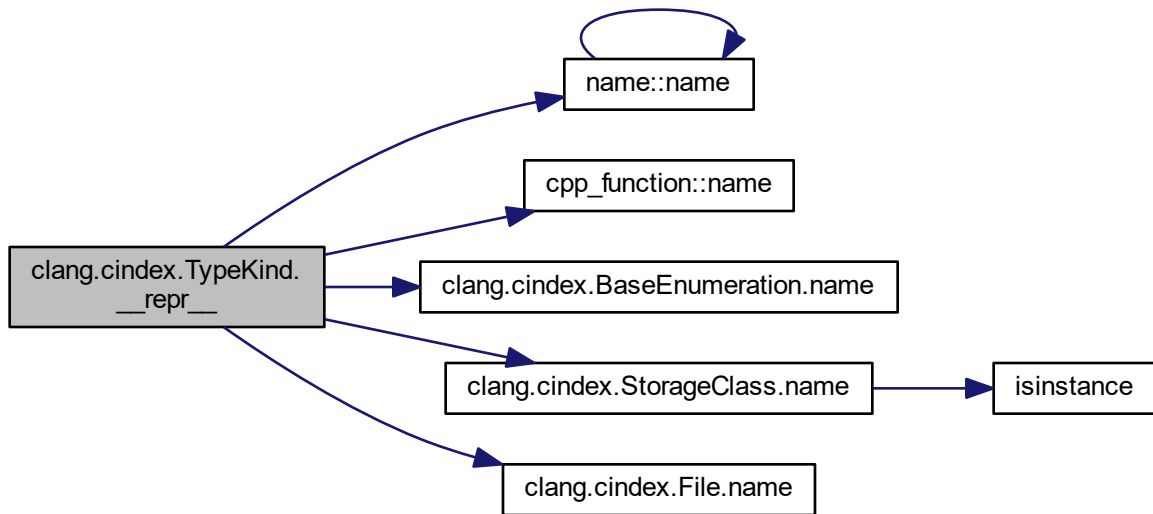 name::name
cpp_function::name
clang.cindex.TypeKind.
__repr__
clang.cindex.BaseEnumeration.name
clang.cindex.StorageClass.name
isinstance
clang.cindex.File.name